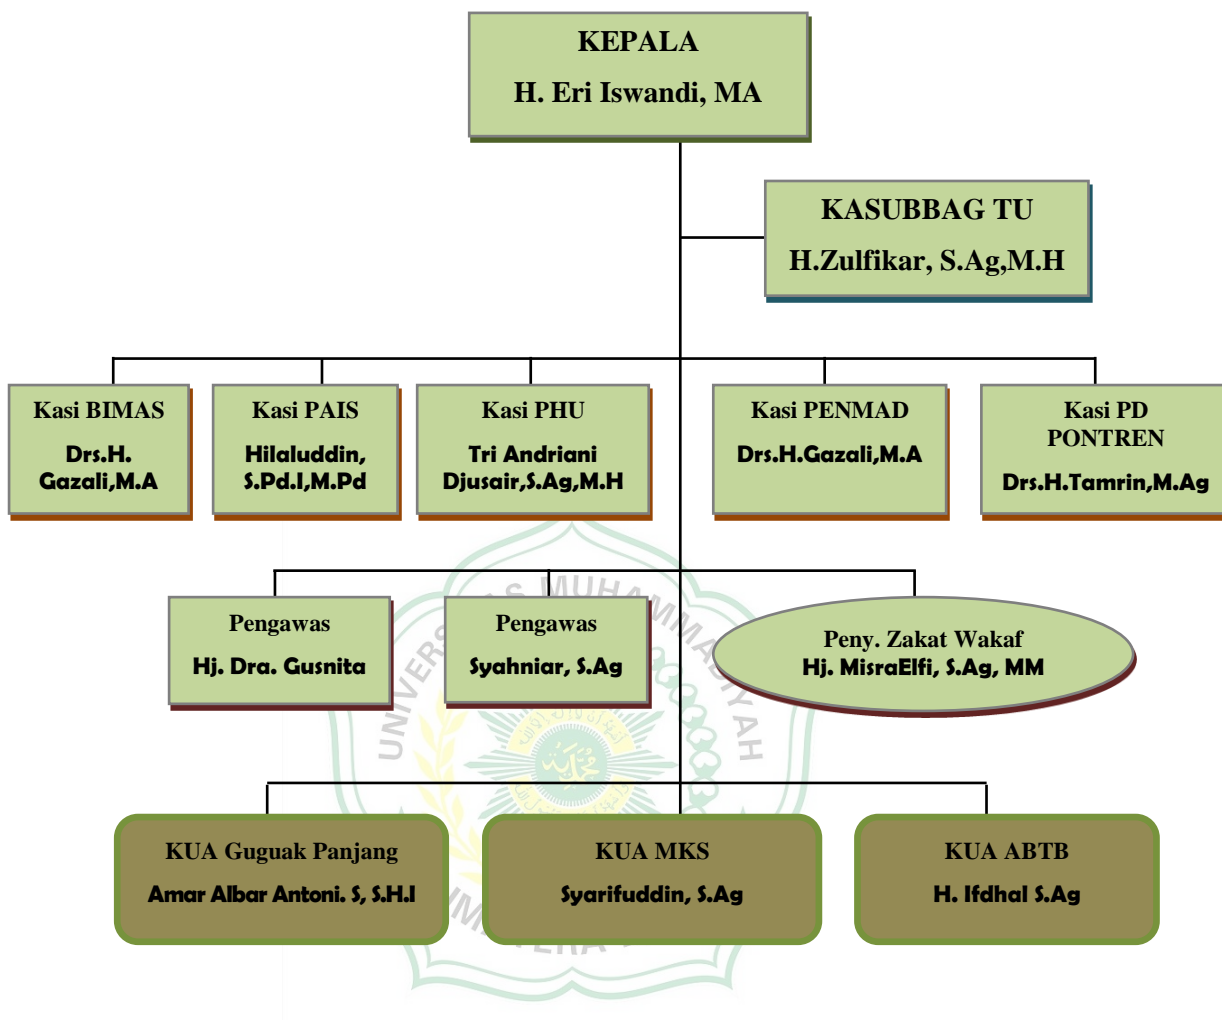 KEPALA
H. Eri Iswandi, MA
KASUBBAG TU
H.Zulfikar, S.Ag,M.H
Kasi BIMAS
Drs.H.
Gazali,M.A
Kasi PAIS
Hilaluddin,
S.Pd.I,M.Pd
Kasi PHU
Tri Andriani
Djusair,S.Ag,M.H
Kasi PENMAD
Drs.H.Gazali,M.A
Kasi PD
PONTREN
Drs.H.Tamrin,M.Ag
Pengawas
Hj. Dra. Gusnita
Pengawas
Syahniar, S.Ag
Peny. Zakat Wakaf
Hj. MisraElfi, S.Ag, MM
KUA Guguak Panjang
Amar Albar Antoni. S, S.H.I
KUA MKS
Syarifuddin, S.Ag
KUA ABTB
H. Ifdhal S.Ag